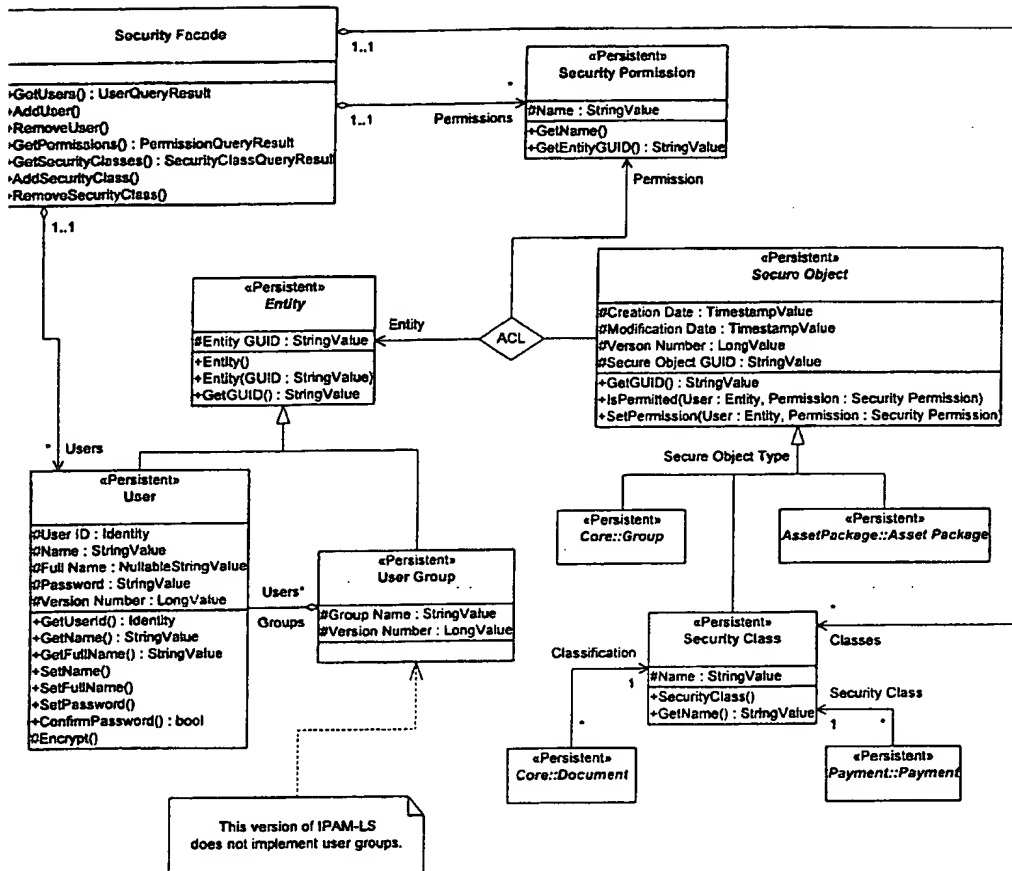 Security Facade
+GetUsers() : UserQueryResult
+AddUser()
+RemoveUser()
+GetPermissions() : PermissionQueryResult
+GetSecurityClasses() : SecurityClassQueryResult
+AddSecurityClass()
+RemoveSecurityClass()
1..1
1..1
1..1
*
Permissions
«Persistent»
Security Permission
#Name : StringValue
+GetName()
+GetEntityGUID() : StringValue
Permission
«Persistent»
Entity
#Entity GUID : StringValue
+Entity()
+Entity(GUID : StringValue)
+GetGUID() : StringValue
Entity
ACL
«Persistent»
Secure Object
#Creation Date : TimestampValue
#Modification Date : TimestampValue
#Verson Number : LongValue
#Secure Object GUID : StringValue
+GetGUID() : StringValue
+IsPermitted(User : Entity, Permission : Security Permission)
+SetPermission(User : Entity, Permission : Security Permission)
Secure Object Type
* Users
«Persistent»
User
#User ID : Identity
#Name : StringValue
#Full Name : NullableStringValue
#Password : StringValue
#Version Number : LongValue
+GetUserId() : Identity
+GetName() : StringValue
+GetFullName() : StringValue
+SetName()
+SetFullName()
+SetPassword()
+ConfirmPassword() : bool
#Encrypt()
Users*
Groups
«Persistent»
User Group
#Group Name : StringValue
#Version Number : LongValue
«Persistent»
Core::Group
«Persistent»
AssetPackage::Asset Package
«Persistent»
Security Class
#Name : StringValue
+SecurityClass()
+GetName() : StringValue
*
Classes
Classification
1
*
Security Class
1
*
«Persistent»
Core::Document
«Persistent»
Payment::Payment
This version of IPAM-LS
does not implement user groups.